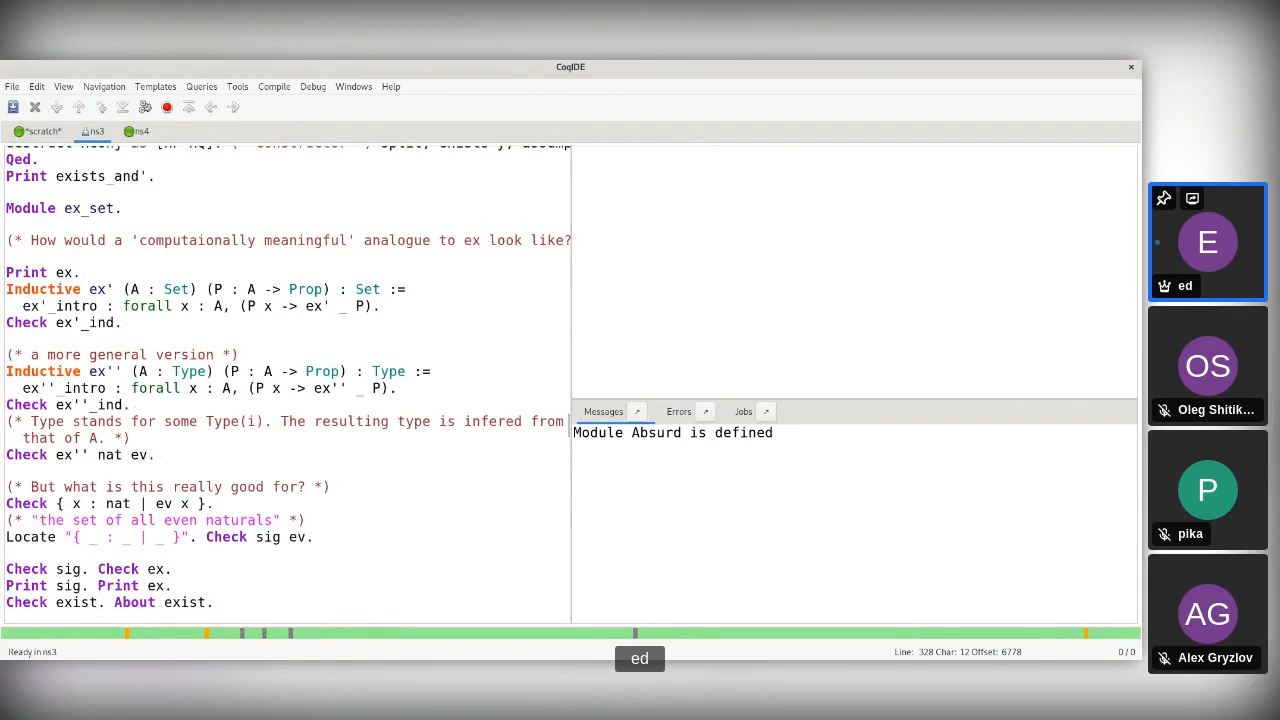 CoqIDE
File Edit View Navigation Templates Queries Tools Compile Debug Windows Help
*scratch* ns3 ns4
Qed.
Print exists_and'.
Module ex_set.
(* How would a 'computaionally meaningful' analogue to ex look like?
Print ex.
Inductive ex' (A : Set) (P : A -> Prop) : Set :=
ex'_intro : forall x : A, (P x -> ex' _ P).
Check ex'_ind.
(* a more general version *)
Inductive ex'' (A : Type) (P : A -> Prop) : Type :=
ex''_intro : forall x : A, (P x -> ex'' _ P).
Check ex''_ind.
(* Type stands for some Type(i). The resulting type is infered from
that of A. *)
Check ex'' nat ev.
(* But what is this really good for? *)
Check { x : nat | ev x }.
(* "the set of all even naturals" *)
Locate "{ _ : _ | _ }". Check sig ev.
Check sig. Check ex.
Print sig. Print ex.
Check exist. About exist.
Messages Errors Jobs
Module Absurd is defined
Ready in ns3
Line: 328 Char: 12 Offset: 6778 0 / 0
ed
E
ed
OS
Oleg Shitik...
P
pika
AG
Alex Gryzlov